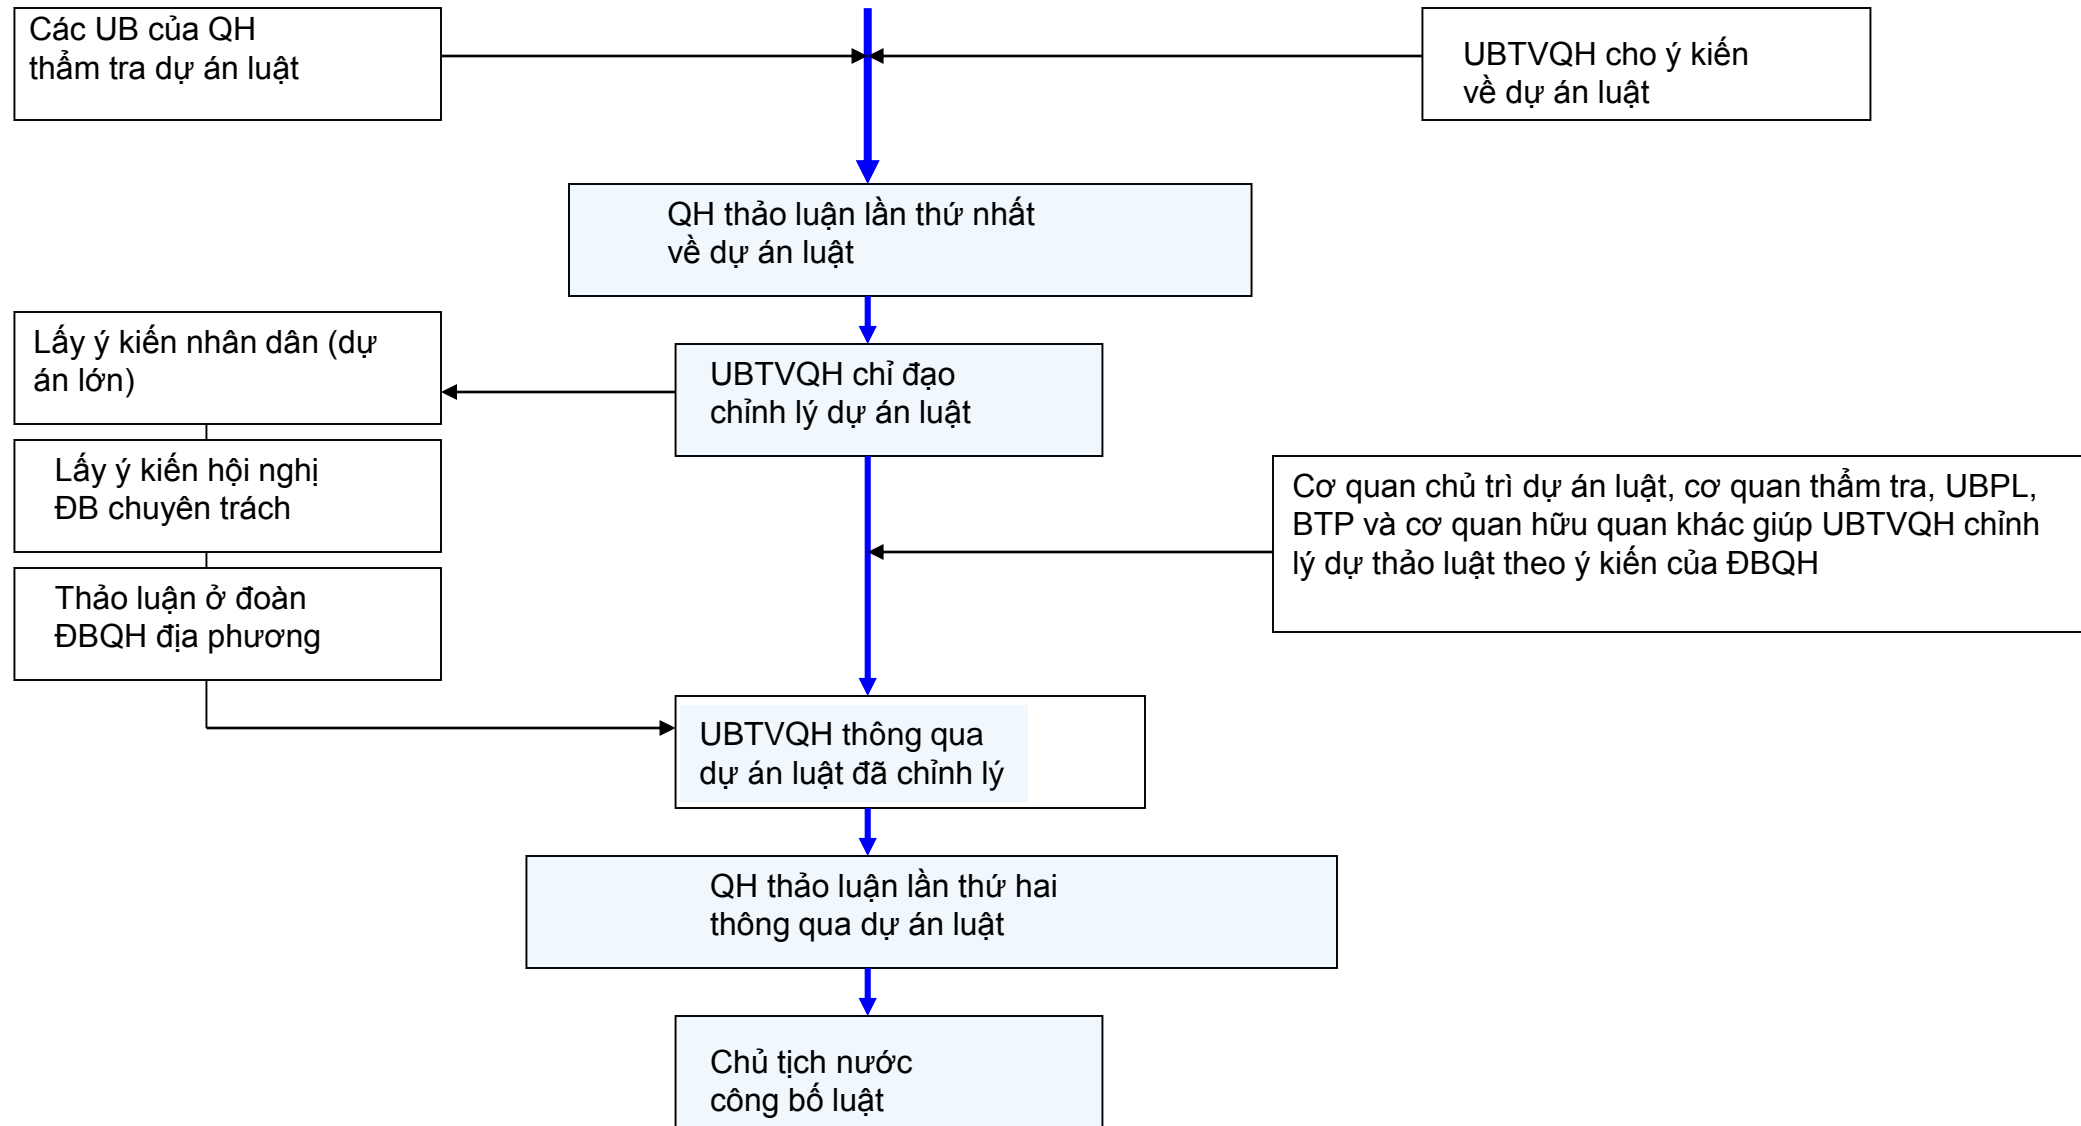 Các UB của QH
thẩm tra dự án luật
UBTVQH cho ý kiến
về dự án luật
QH thảo luận lần thứ nhất
về dự án luật
Lấy ý kiến nhân dân (dự
án lớn)
UBTVQH chỉ đạo
chỉnh lý dự án luật
Lấy ý kiến hội nghị
ĐB chuyên trách
Cơ quan chủ trì dự án luật, cơ quan thẩm tra, UBPL,
BTP và cơ quan hữu quan khác giúp UBTVQH chỉnh
lý dự thảo luật theo ý kiến của ĐBQH
Thảo luận ở đoàn
ĐBQH địa phương
UBTVQH thông qua
dự án luật đã chỉnh lý
QH thảo luận lần thứ hai
thông qua dự án luật
Chủ tịch nước
công bố luật